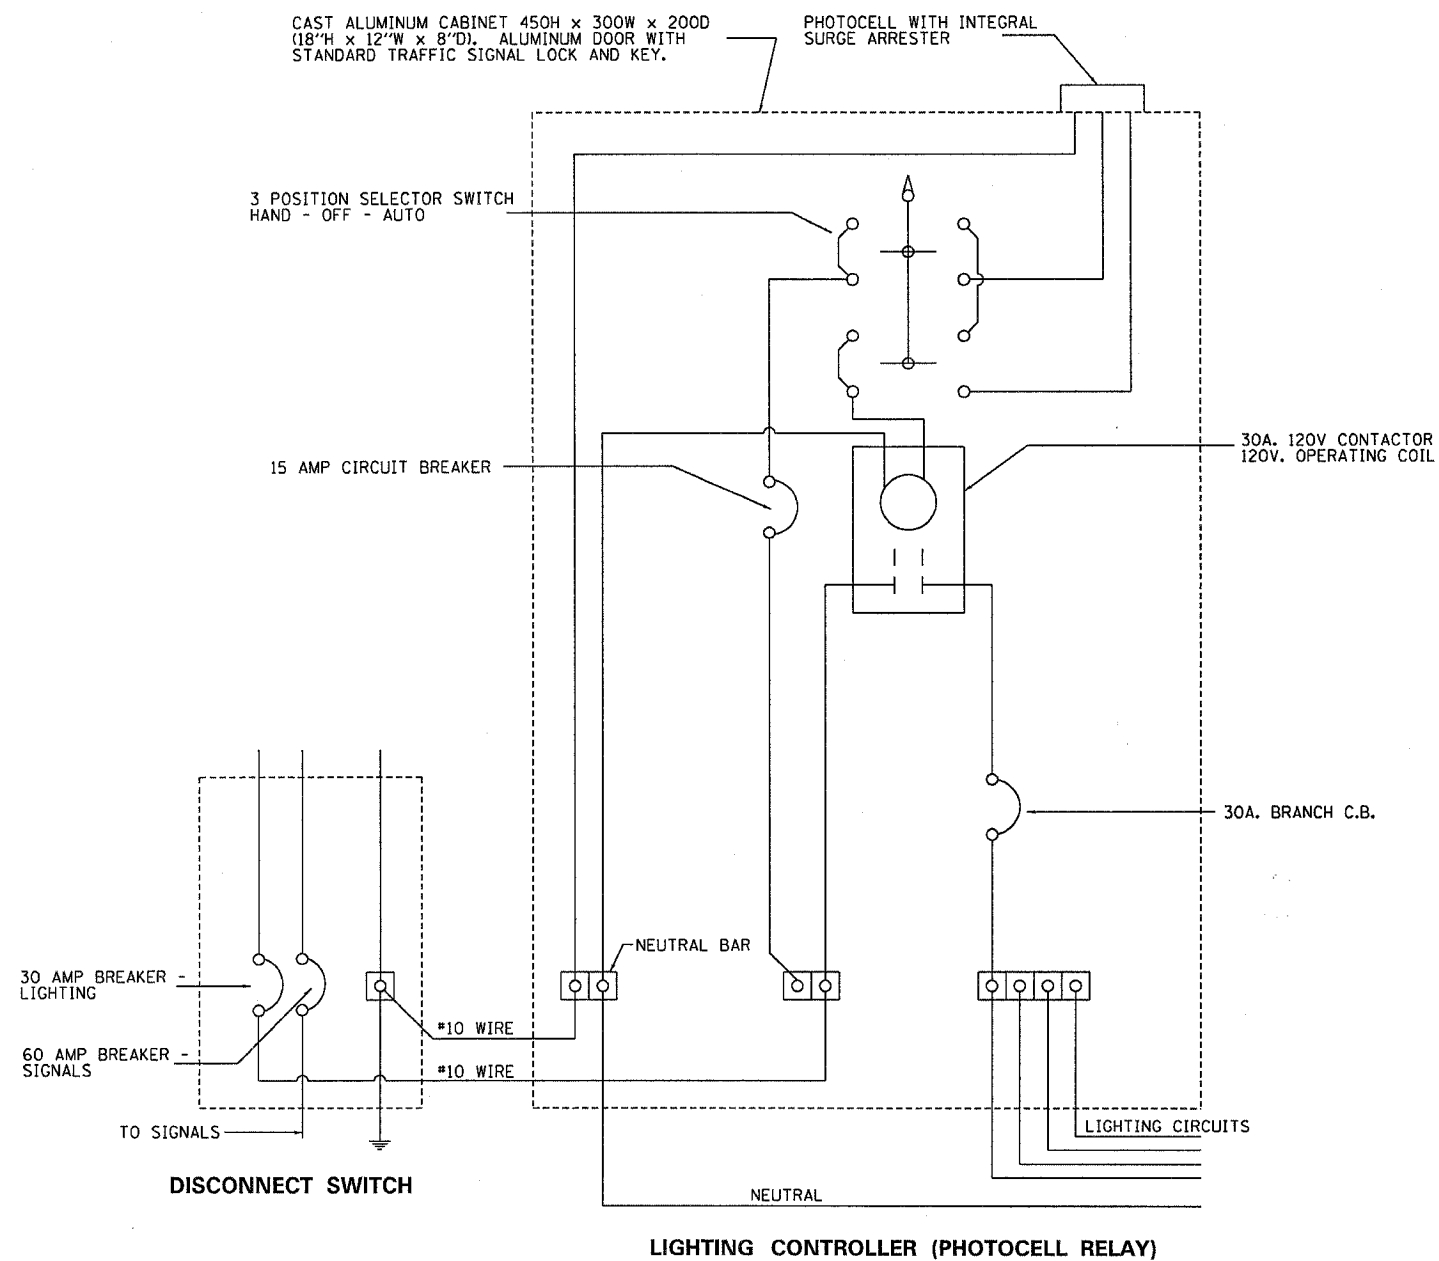 CAST ALUMINUM CABINET 450H x 300W x 200D
(18"H x 12"W x 8"D). ALUMINUM DOOR WITH
STANDARD TRAFFIC SIGNAL LOCK AND KEY.
PHOTOCELL WITH INTEGRAL
SURGE ARRESTER
3 POSITION SELECTOR SWITCH
HAND - OFF - AUTO
15 AMP CIRCUIT BREAKER
30A. 120V CONTACTOR
120V. OPERATING COIL
30A. BRANCH C.B.
NEUTRAL BAR
30 AMP BREAKER -
LIGHTING
60 AMP BREAKER -
SIGNALS
#10 WIRE
#10 WIRE
TO SIGNALS
LIGHTING CIRCUITS
DISCONNECT SWITCH
NEUTRAL
LIGHTING CONTROLLER (PHOTOCELL RELAY)